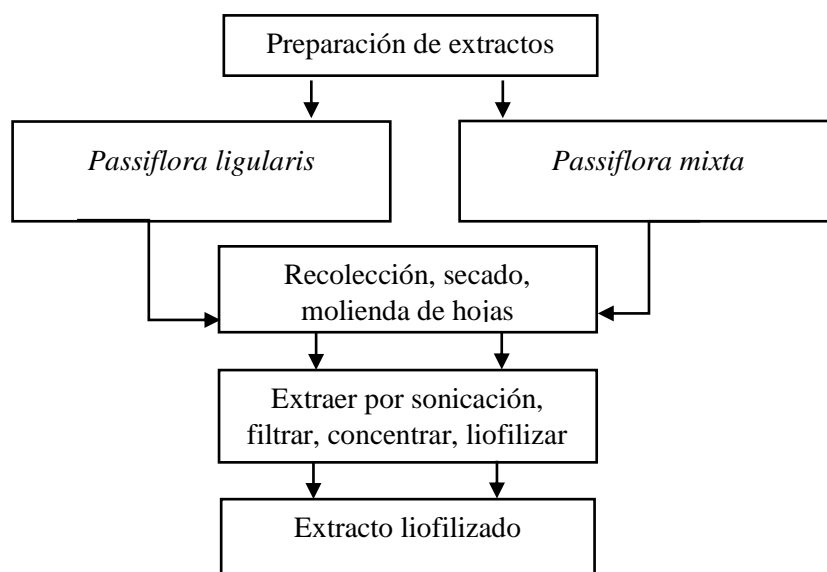 Preparación de extractos
Passiflora ligularis
Passiflora mixta
Recolección, secado,
molienda de hojas
Extraer por sonicación,
filtrar, concentrar, liofilizar
Extracto liofilizado